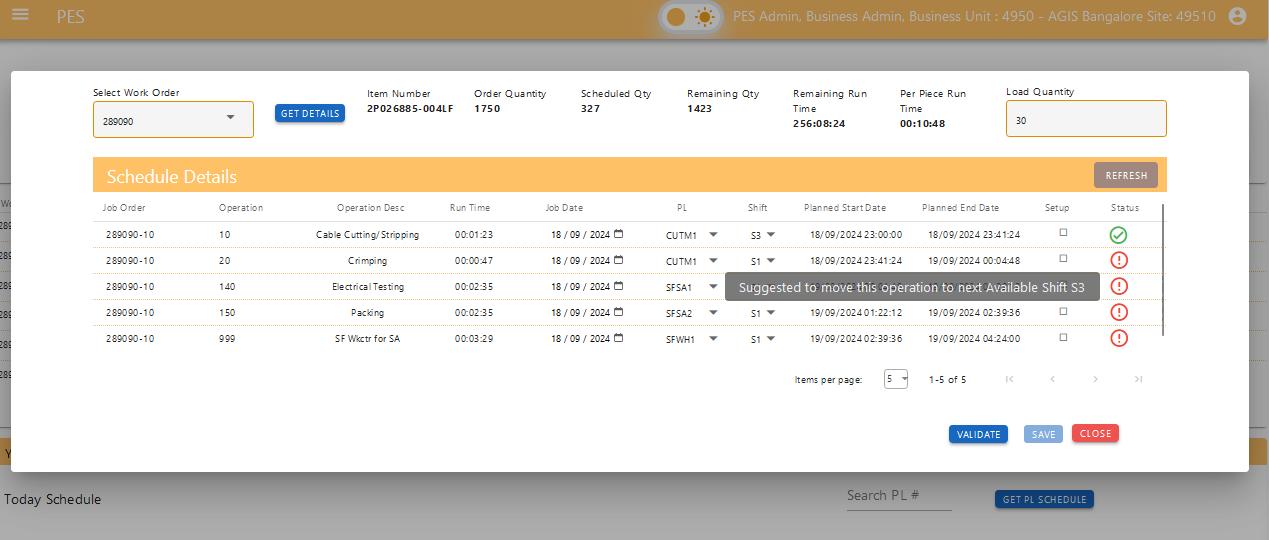 PES
PES Admin, Business Admin, Business Unit : 4950 - AGIS Bangalore Site: 49510
Select Work Order
289090
GET DETAILS
Item Number
2P026885-004LF
Order Quantity
1750
Scheduled Qty
327
Remaining Qty
1423
Remaining Run
Time
256:08:24
Per Piece Run
Time
00:10:48
Load Quantity
30
Schedule Details
REFRESH
Job Order Operation Operation Desc Run Time Job Date PL Shift Planned Start Date Planned End Date Setup Status
289090-10 10 Cable Cutting/Stripping 00:01:23 18 / 09 / 2024 CUTM1 S3 18/09/2024 23:00:00 18/09/2024 23:41:24
289090-10 20 Crimping 00:00:47 18 / 09 / 2024 CUTM1 S1 18/09/2024 23:41:24 19/09/2024 00:04:48
289090-10 140 Electrical Testing 00:02:35 18 / 09 / 2024 SFSA1
Suggested to move this operation to next Available Shift S3
289090-10 150 Packing 00:02:35 18 / 09 / 2024 SFSA2 S1 19/09/2024 01:22:12 19/09/2024 02:39:36
289090-10 999 SF Wkctr for SA 00:03:29 18 / 09 / 2024 SFWH1 S1 19/09/2024 02:39:36 19/09/2024 04:24:00
Items per page: 5 1-5 of 5
VALIDATE SAVE CLOSE
Today Schedule
Search PL #
GET PL SCHEDULE